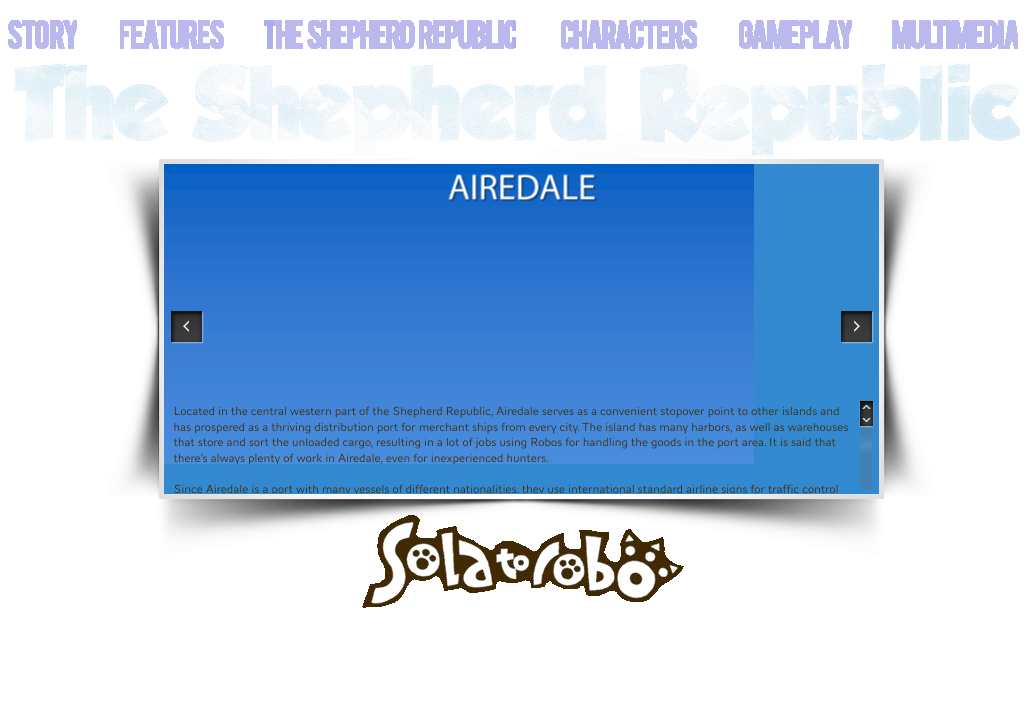 STORY FEATURES THE SHEPHERD REPUBLIC CHARACTERS GAMEPLAY MULTIMEDIA
The Shepherd Republic
AIREDALE
Located in the central western part of the Shepherd Republic, Airedale serves as a convenient stopover point to other islands and
has prospered as a thriving distribution port for merchant ships from every city. The island has many harbors, as well as warehouses
that store and sort the unloaded cargo, resulting in a lot of jobs using Robos for handling the goods in the port area. It is said that
there's always plenty of work in Airedale, even for inexperienced hunters.
Since Airedale is a port with many vessels of different nationalities, they use international standard airline signs for traffic control
Solatorobo